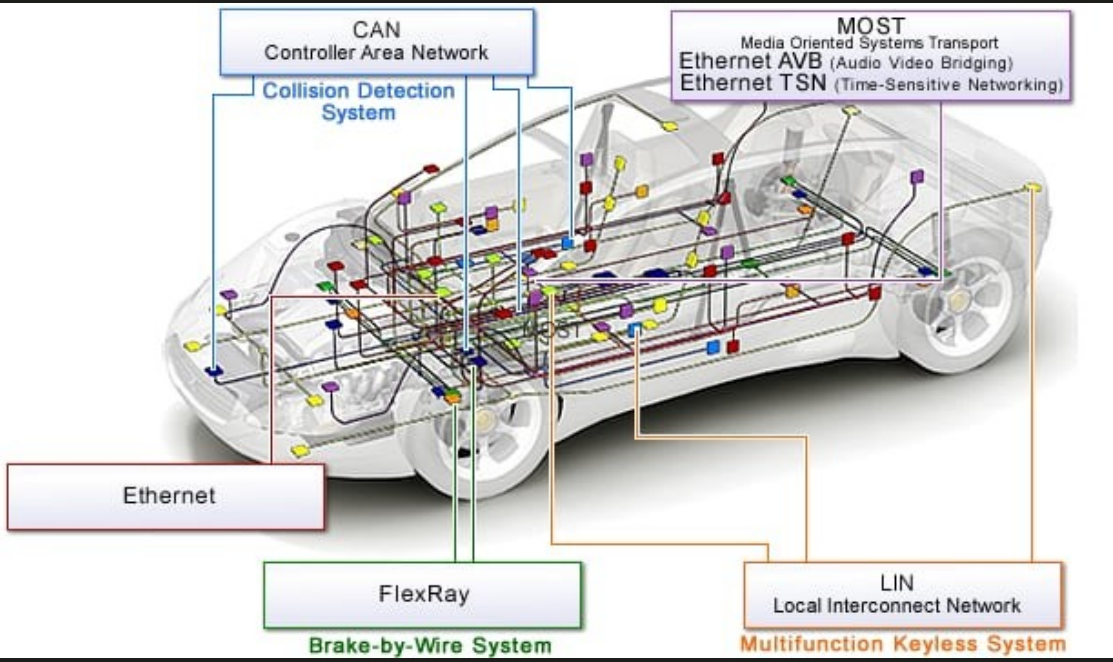 CAN
Controller Area Network
Collision Detection
System
MOST
Media Oriented Systems Transport
Ethernet AVB (Audio Video Bridging)
Ethernet TSN (Time-Sensitive Networking)
MOST
Ethernet
FlexRay
Brake-by-Wire System
LIN
Local Interconnect Network
Multifunction Keyless System